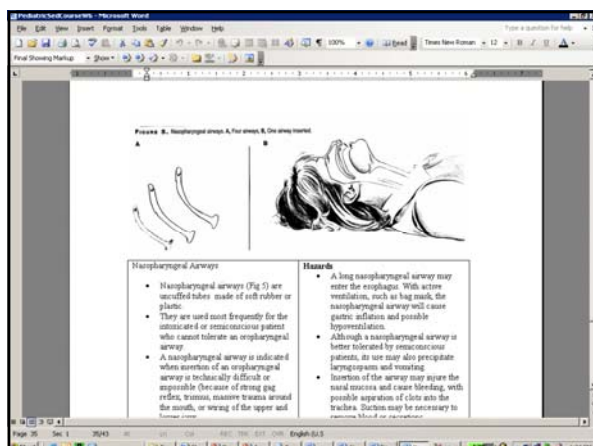 PediatricSedCourseW6 - Microsoft Word
File Edit View Insert Format Tools Table Window Help
Type a question for help
100% Read Times New Roman 12 B I U A
Final Showing Markup Show
A B
Nasopharyngeal airways. A, Four airways, B, One airway inserted.
Nasopharyngeal Airways
• Nasopharyngeal airways (Fig 5) are
uncuffed tubes made of soft rubber or
plastic.
• They are used most frequently for the
intoxicated or semiconscious patient
who cannot tolerate an oropharyngeal
airway.
• A nasopharyngeal airway is indicated
when insertion of an oropharyngeal
airway is technically difficult or
impossible (because of strong gag
reflex, trismus, massive trauma around
the mouth, or wiring of the upper and
Hazards
• A long nasopharyngeal airway may
enter the esophagus. With active
ventilation, such as bag mask, the
nasopharyngeal airway will cause
gastric inflation and possible
hypoventilation.
• Although a nasopharyngeal airway is
better tolerated by semiconscious
patients, its use may also precipitate
laryngospasm and vomiting.
• Insertion of the airway may injure the
nasal mucosa and cause bleeding, with
possible aspiration of clots into the
trachea. Suction may be necessary to
remove blood or secretions
Page 35 Sec 1 35/43 At Ln Col REC TRK EXT OVR English (U.S